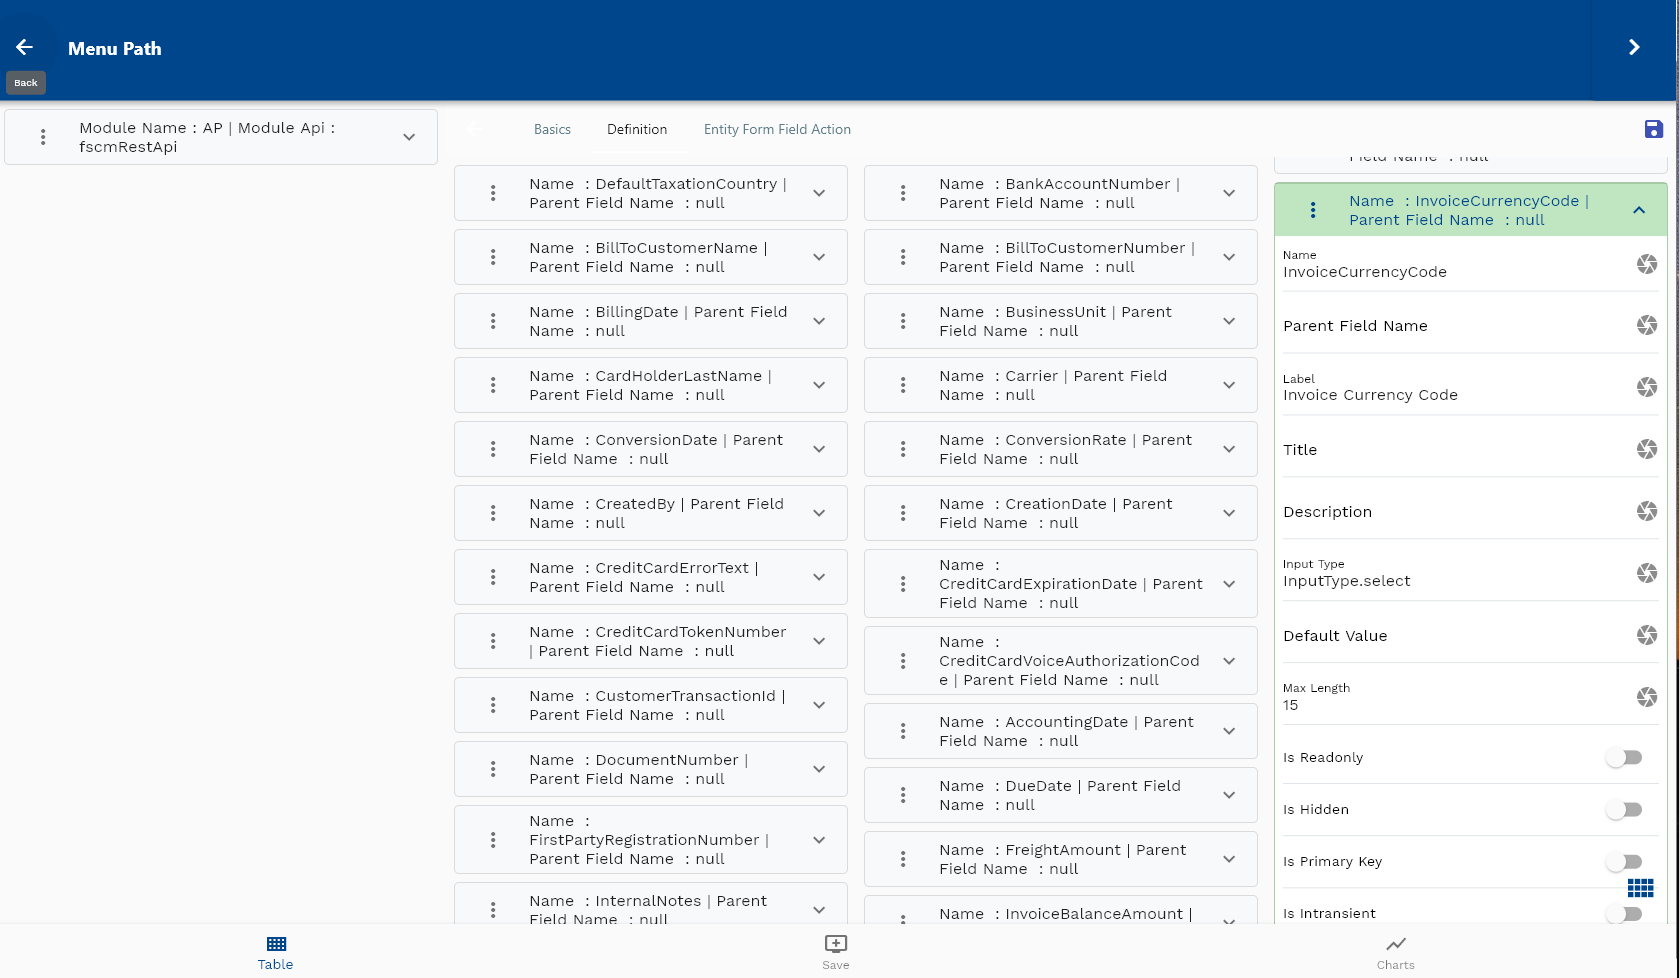 Menu Path
Back
Module Name : AP | Module Api :
fscmRestApi
Basics
Definition
Entity Form Field Action
Name : DefaultTaxationCountry |
Parent Field Name : null
Name : BillToCustomerName |
Parent Field Name : null
Name : BillingDate | Parent Field
Name : null
Name : CardHolderLastName |
Parent Field Name : null
Name : ConversionDate | Parent
Field Name : null
Name : CreatedBy | Parent Field
Name : null
Name : CreditCardErrorText |
Parent Field Name : null
Name : CreditCardTokenNumber
| Parent Field Name : null
Name : CustomerTransactionId |
Parent Field Name : null
Name : DocumentNumber |
Parent Field Name : null
Name :
FirstPartyRegistrationNumber |
Parent Field Name : null
Name : InternalNotes | Parent
Field Name : null
Name : BankAccountNumber |
Parent Field Name : null
Name : BillToCustomerNumber |
Parent Field Name : null
Name : BusinessUnit | Parent
Field Name : null
Name : Carrier | Parent Field
Name : null
Name : ConversionRate | Parent
Field Name : null
Name : CreationDate | Parent
Field Name : null
Name :
CreditCardExpirationDate | Parent
Field Name : null
Name :
CreditCardVoiceAuthorizationCod
e | Parent Field Name : null
Name : AccountingDate | Parent
Field Name : null
Name : DueDate | Parent Field
Name : null
Name : FreightAmount | Parent
Field Name : null
Name : InvoiceBalanceAmount |
Field Name : null
Name : InvoiceCurrencyCode |
Parent Field Name : null
Name
InvoiceCurrencyCode
Parent Field Name
Label
Invoice Currency Code
Title
Description
Input Type
InputType.select
Default Value
Max Length
15
Is Readonly
Is Hidden
Is Primary Key
Is Intransient
Table
Save
Charts